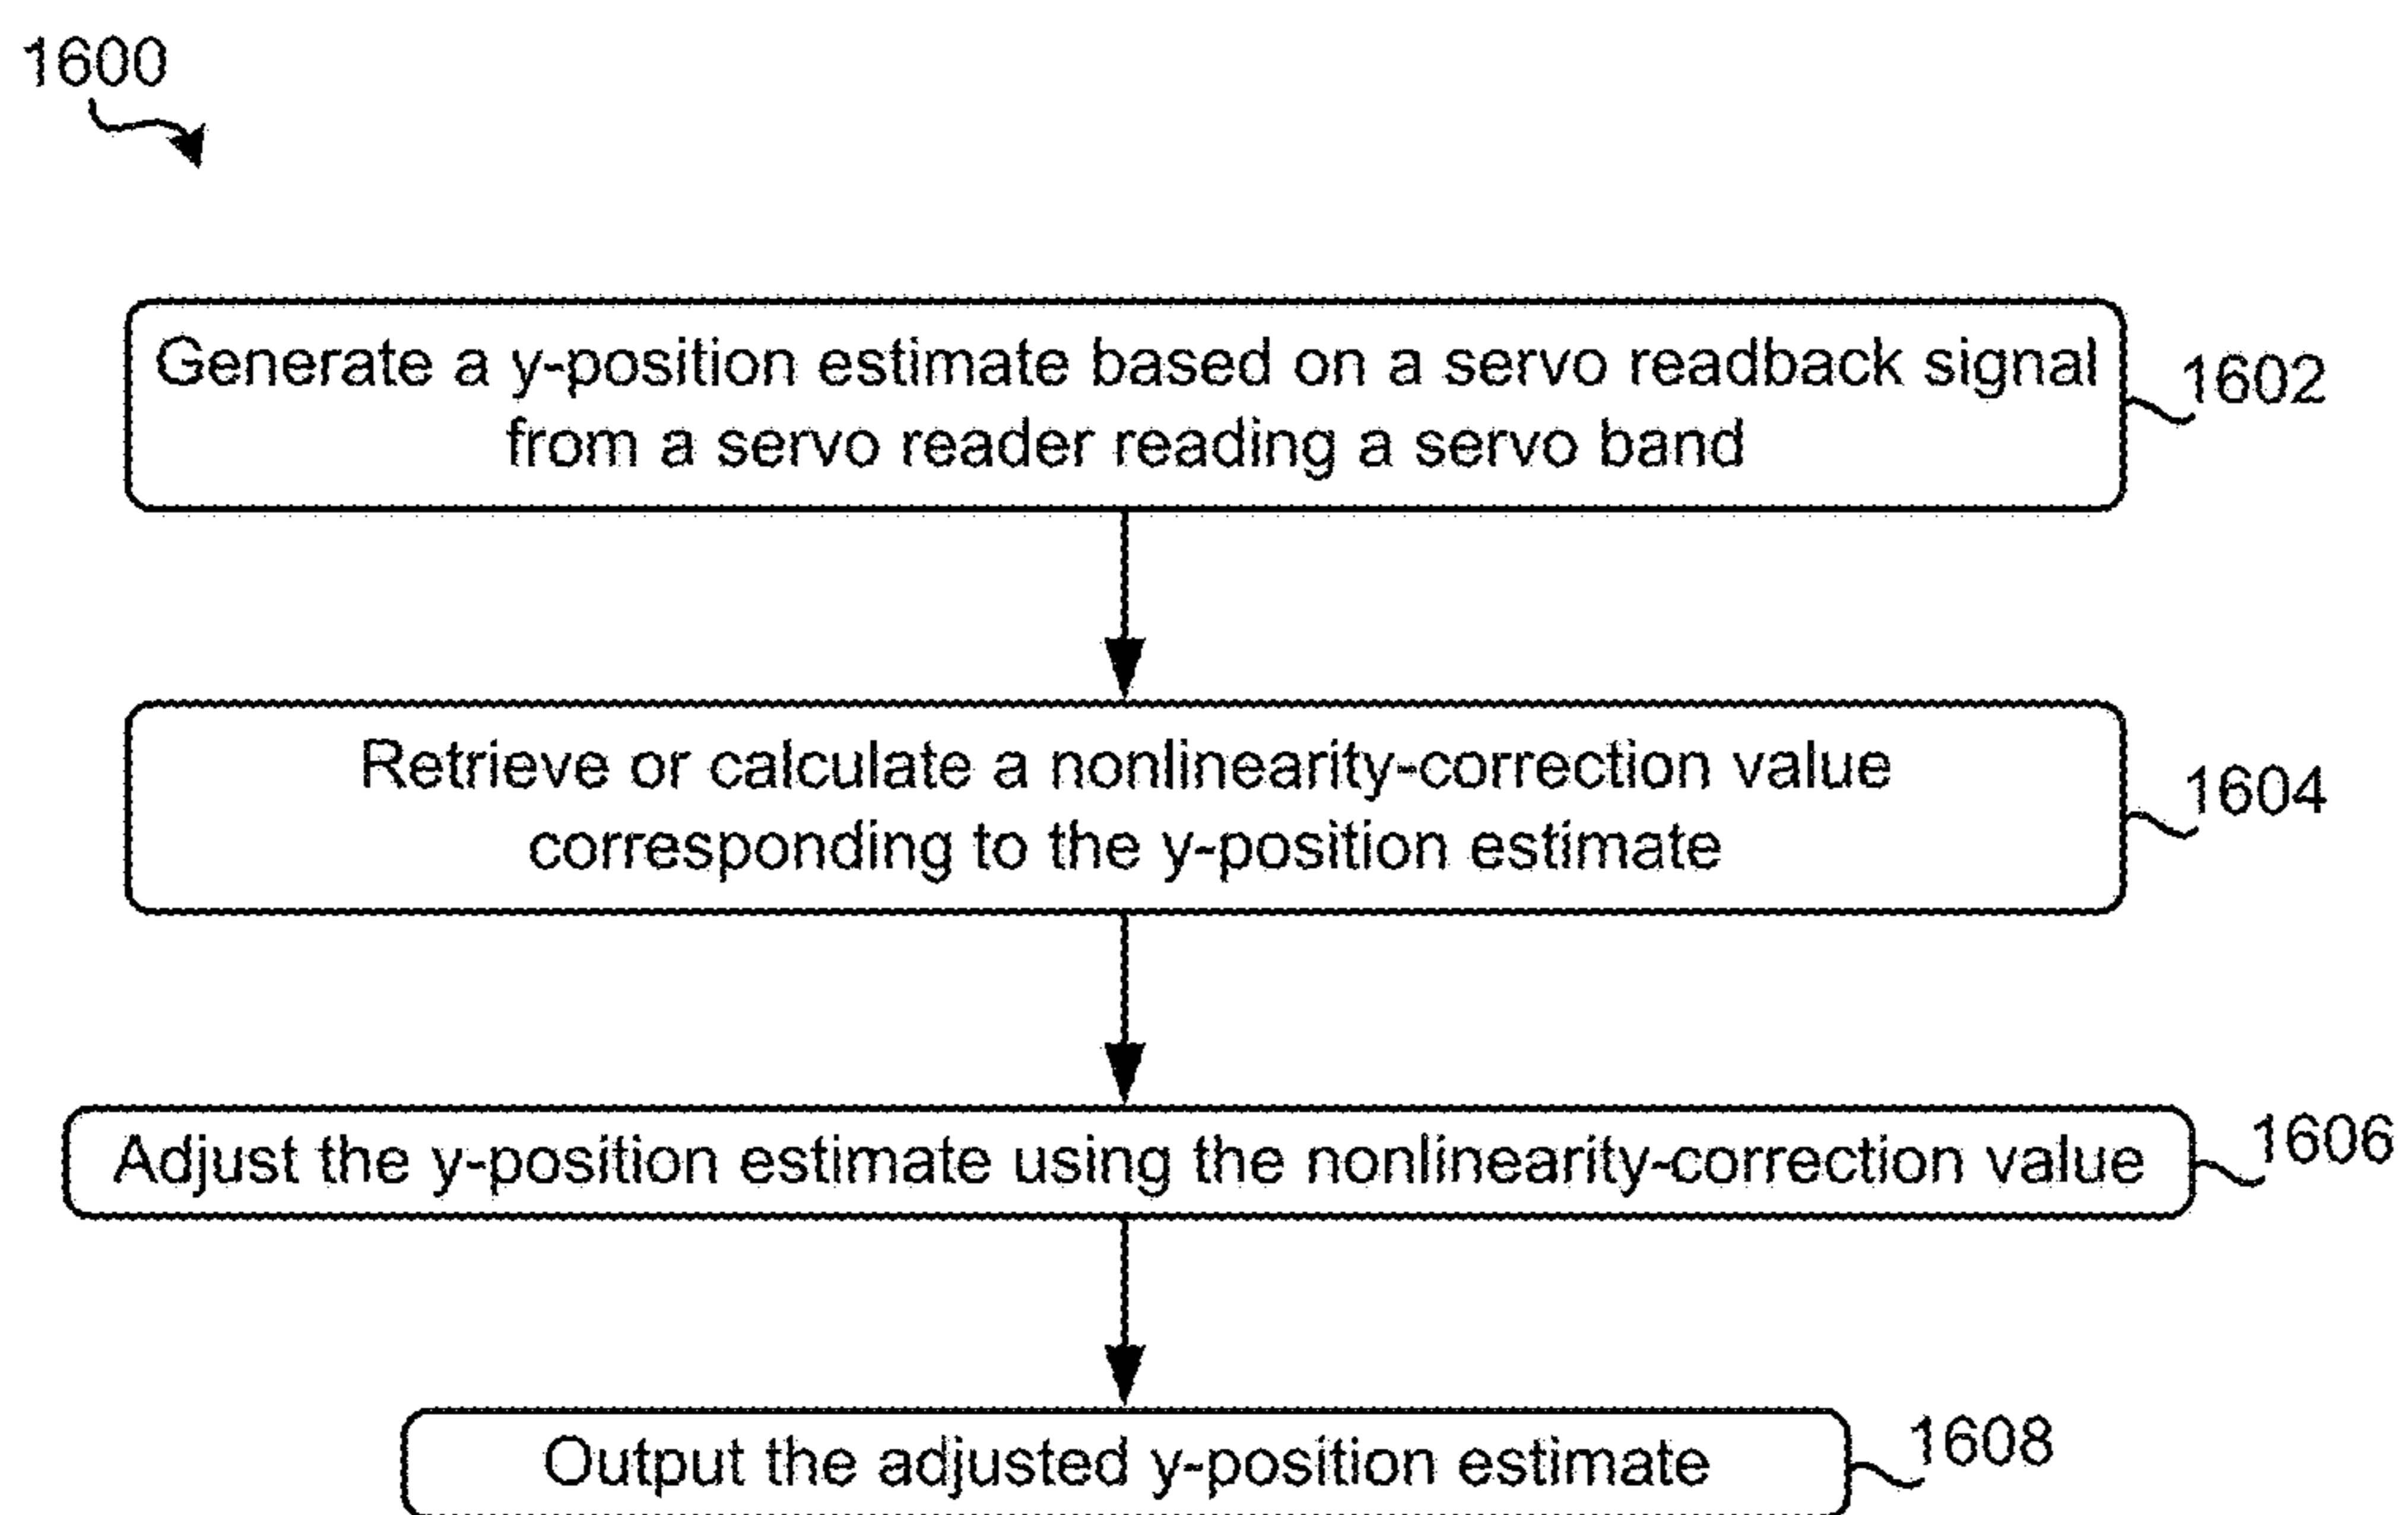 1600
Generate a y-position estimate based on a servo readback signal
from a servo reader reading a servo band
1602
Retrieve or calculate a nonlinearity-correction value
corresponding to the y-position estimate
1604
Adjust the y-position estimate using the nonlinearity-correction value
1606
Output the adjusted y-position estimate
1608